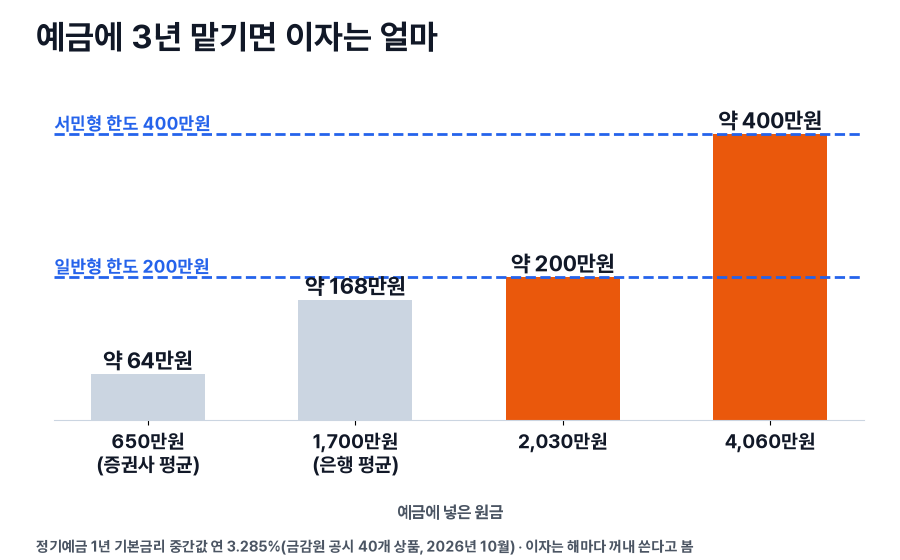 예금에 3년 맡기면 이자는 얼마
서민형 한도 400만원
약 400만원
일반형 한도 200만원
약 200만원
약 168만원
약 64만원
650만원
(증권사 평균)
1,700만원
(은행 평균)
2,030만원
4,060만원
예금에 넣은 원금
정기예금 1년 기본금리 중간값 연 3.285%(금감원 공시 40개 상품, 2026년 10월) · 이자는 해마다 꺼내 쓴다고 봄